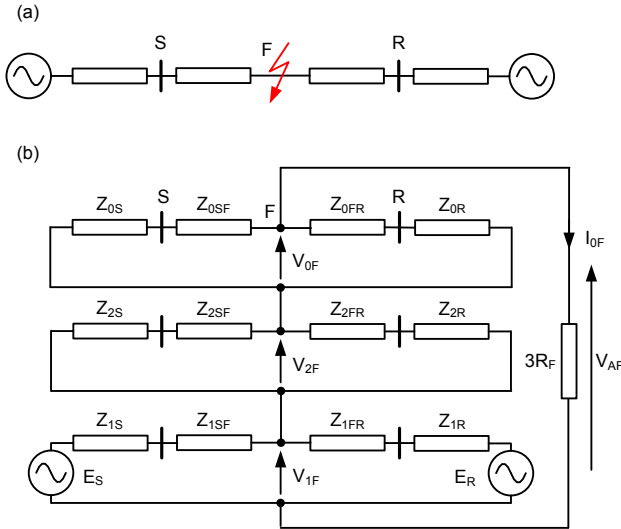 (a)
S
F
R
(b)
Z0S
S
Z0SF
F
Z0FR
R
Z0R
I0F
V0F
Z2S
Z2SF
Z2FR
Z2R
V2F
3RF
VAF
Z1S
Z1SF
Z1FR
Z1R
ES
V1F
ER